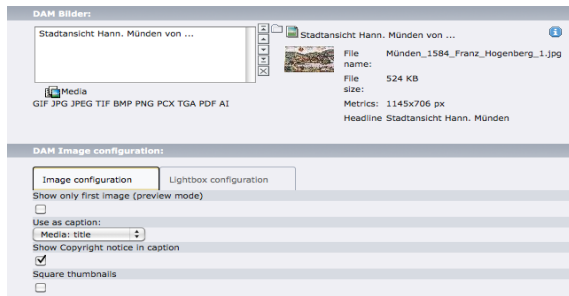 DAM Bilder:
Stadtansicht Hann. Münden von ...
Media
GIF JPG JPEG TIF BMP PNG PCX TGA PDF AI
Stadtansicht Hann. Münden von ...
File name: Münden_1584_Franz_Hogenberg_1.jpg
File size: 524 KB
Metrics: 1145x706 px
Headline Stadtansicht Hann. Münden
DAM Image configuration:
Image configuration
Lightbox configuration
Show only first image (preview mode)
Use as caption:
Media: title
Show Copyright notice in caption
Square thumbnails